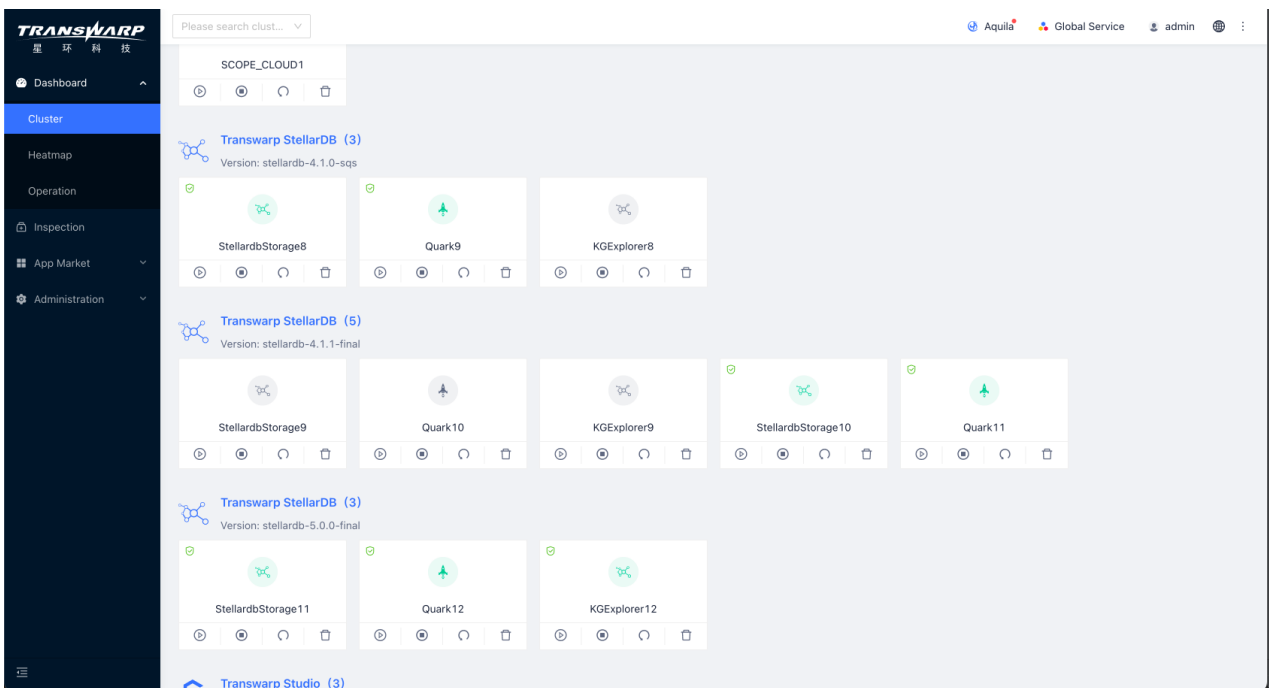 TRANSWARP
星 环 科 技
Please search clust...
Aquila
Global Service
admin
Dashboard
Cluster
Heatmap
Operation
Inspection
App Market
Administration
SCOPE_CLOUD1
Transwarp StellarDB (3)
Version: stellardb-4.1.0-sqs
StellardbStorage8
Quark9
KGExplorer8
Transwarp StellarDB (5)
Version: stellardb-4.1.1-final
StellardbStorage9
Quark10
KGExplorer9
StellardbStorage10
Quark11
Transwarp StellarDB (3)
Version: stellardb-5.0.0-final
StellardbStorage11
Quark12
KGExplorer12
Transwarp Studio (3)